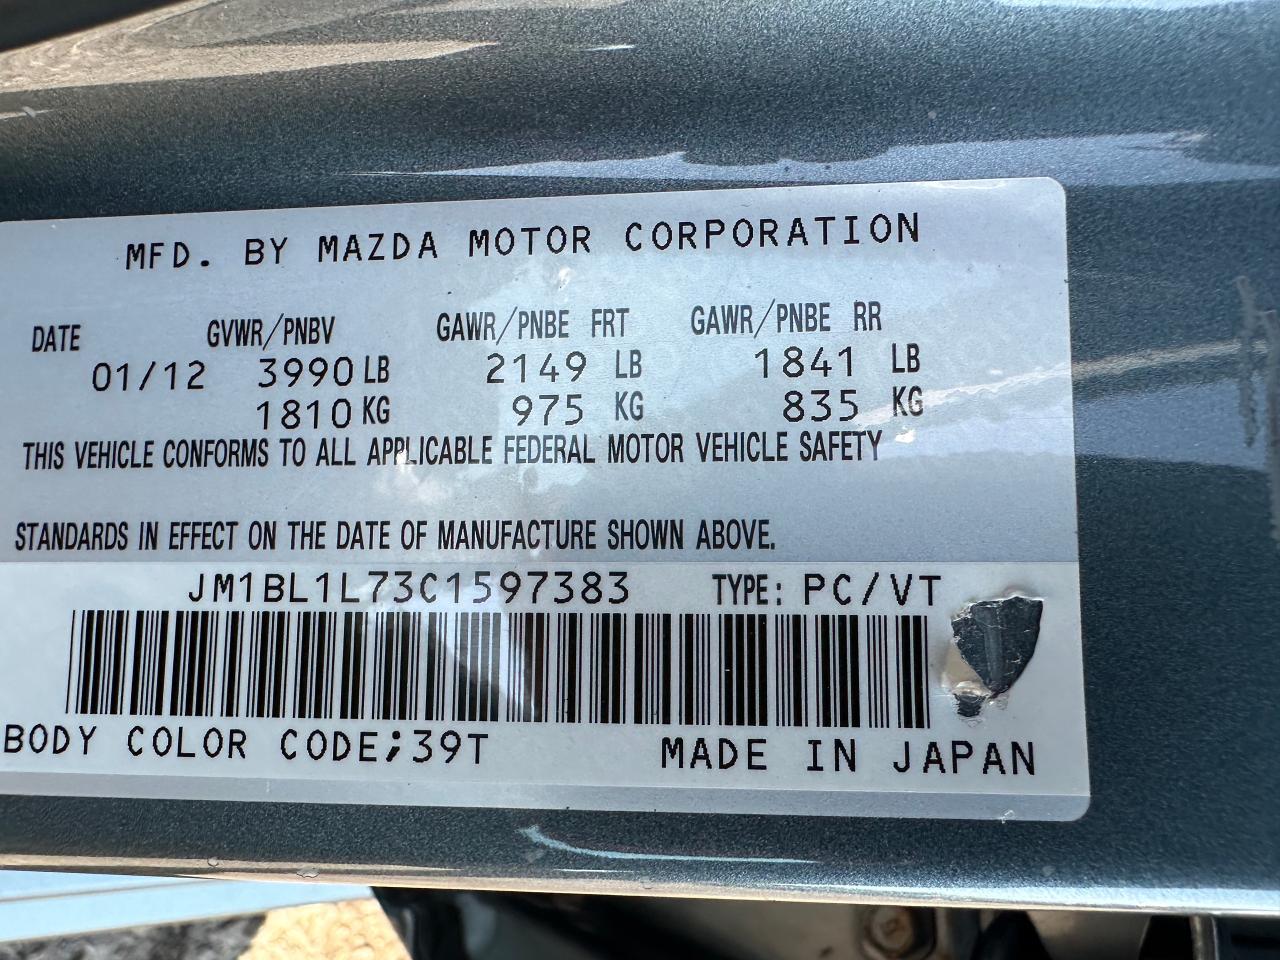 MFD. BY MAZDA MOTOR CORPORATION
DATE GVWR/PNBV GAWR/PNBE FRT GAWR/PNBE RR
01/12 3990 LB 2149 LB 1841 LB
1810 KG 975 KG 835 KG
THIS VEHICLE CONFORMS TO ALL APPLICABLE FEDERAL MOTOR VEHICLE SAFETY
STANDARDS IN EFFECT ON THE DATE OF MANUFACTURE SHOWN ABOVE.
JM1BL1L73C1597383 TYPE: PC/VT
BODY COLOR CODE;39T MADE IN JAPAN